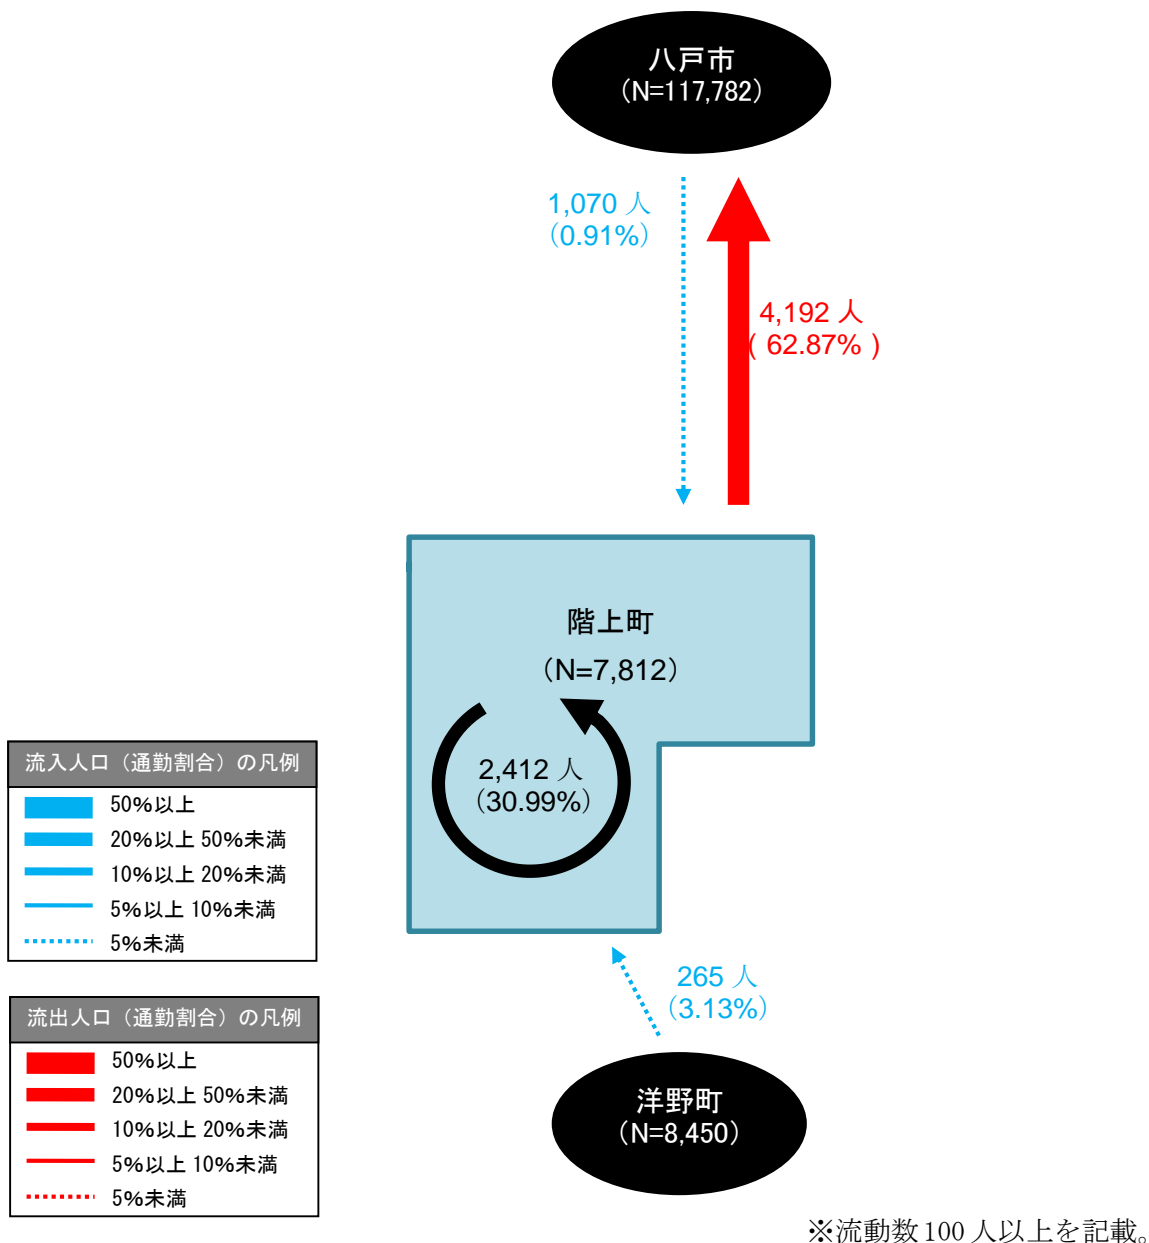 八戸市
（N=117,782）
1,070 人
（0.91%）
4,192 人
( 62.87% )
階上町
（N=7,812）
2,412 人
（30.99%）
流入人口（通勤割合）の凡例
50%以上
20%以上 50%未満
10%以上 20%未満
5%以上 10%未満
5%未満
265 人
（3.13%）
流出人口（通勤割合）の凡例
50%以上
20%以上 50%未満
10%以上 20%未満
5%以上 10%未満
5%未満
洋野町
（N=8,450）
※流動数 100 人以上を記載。